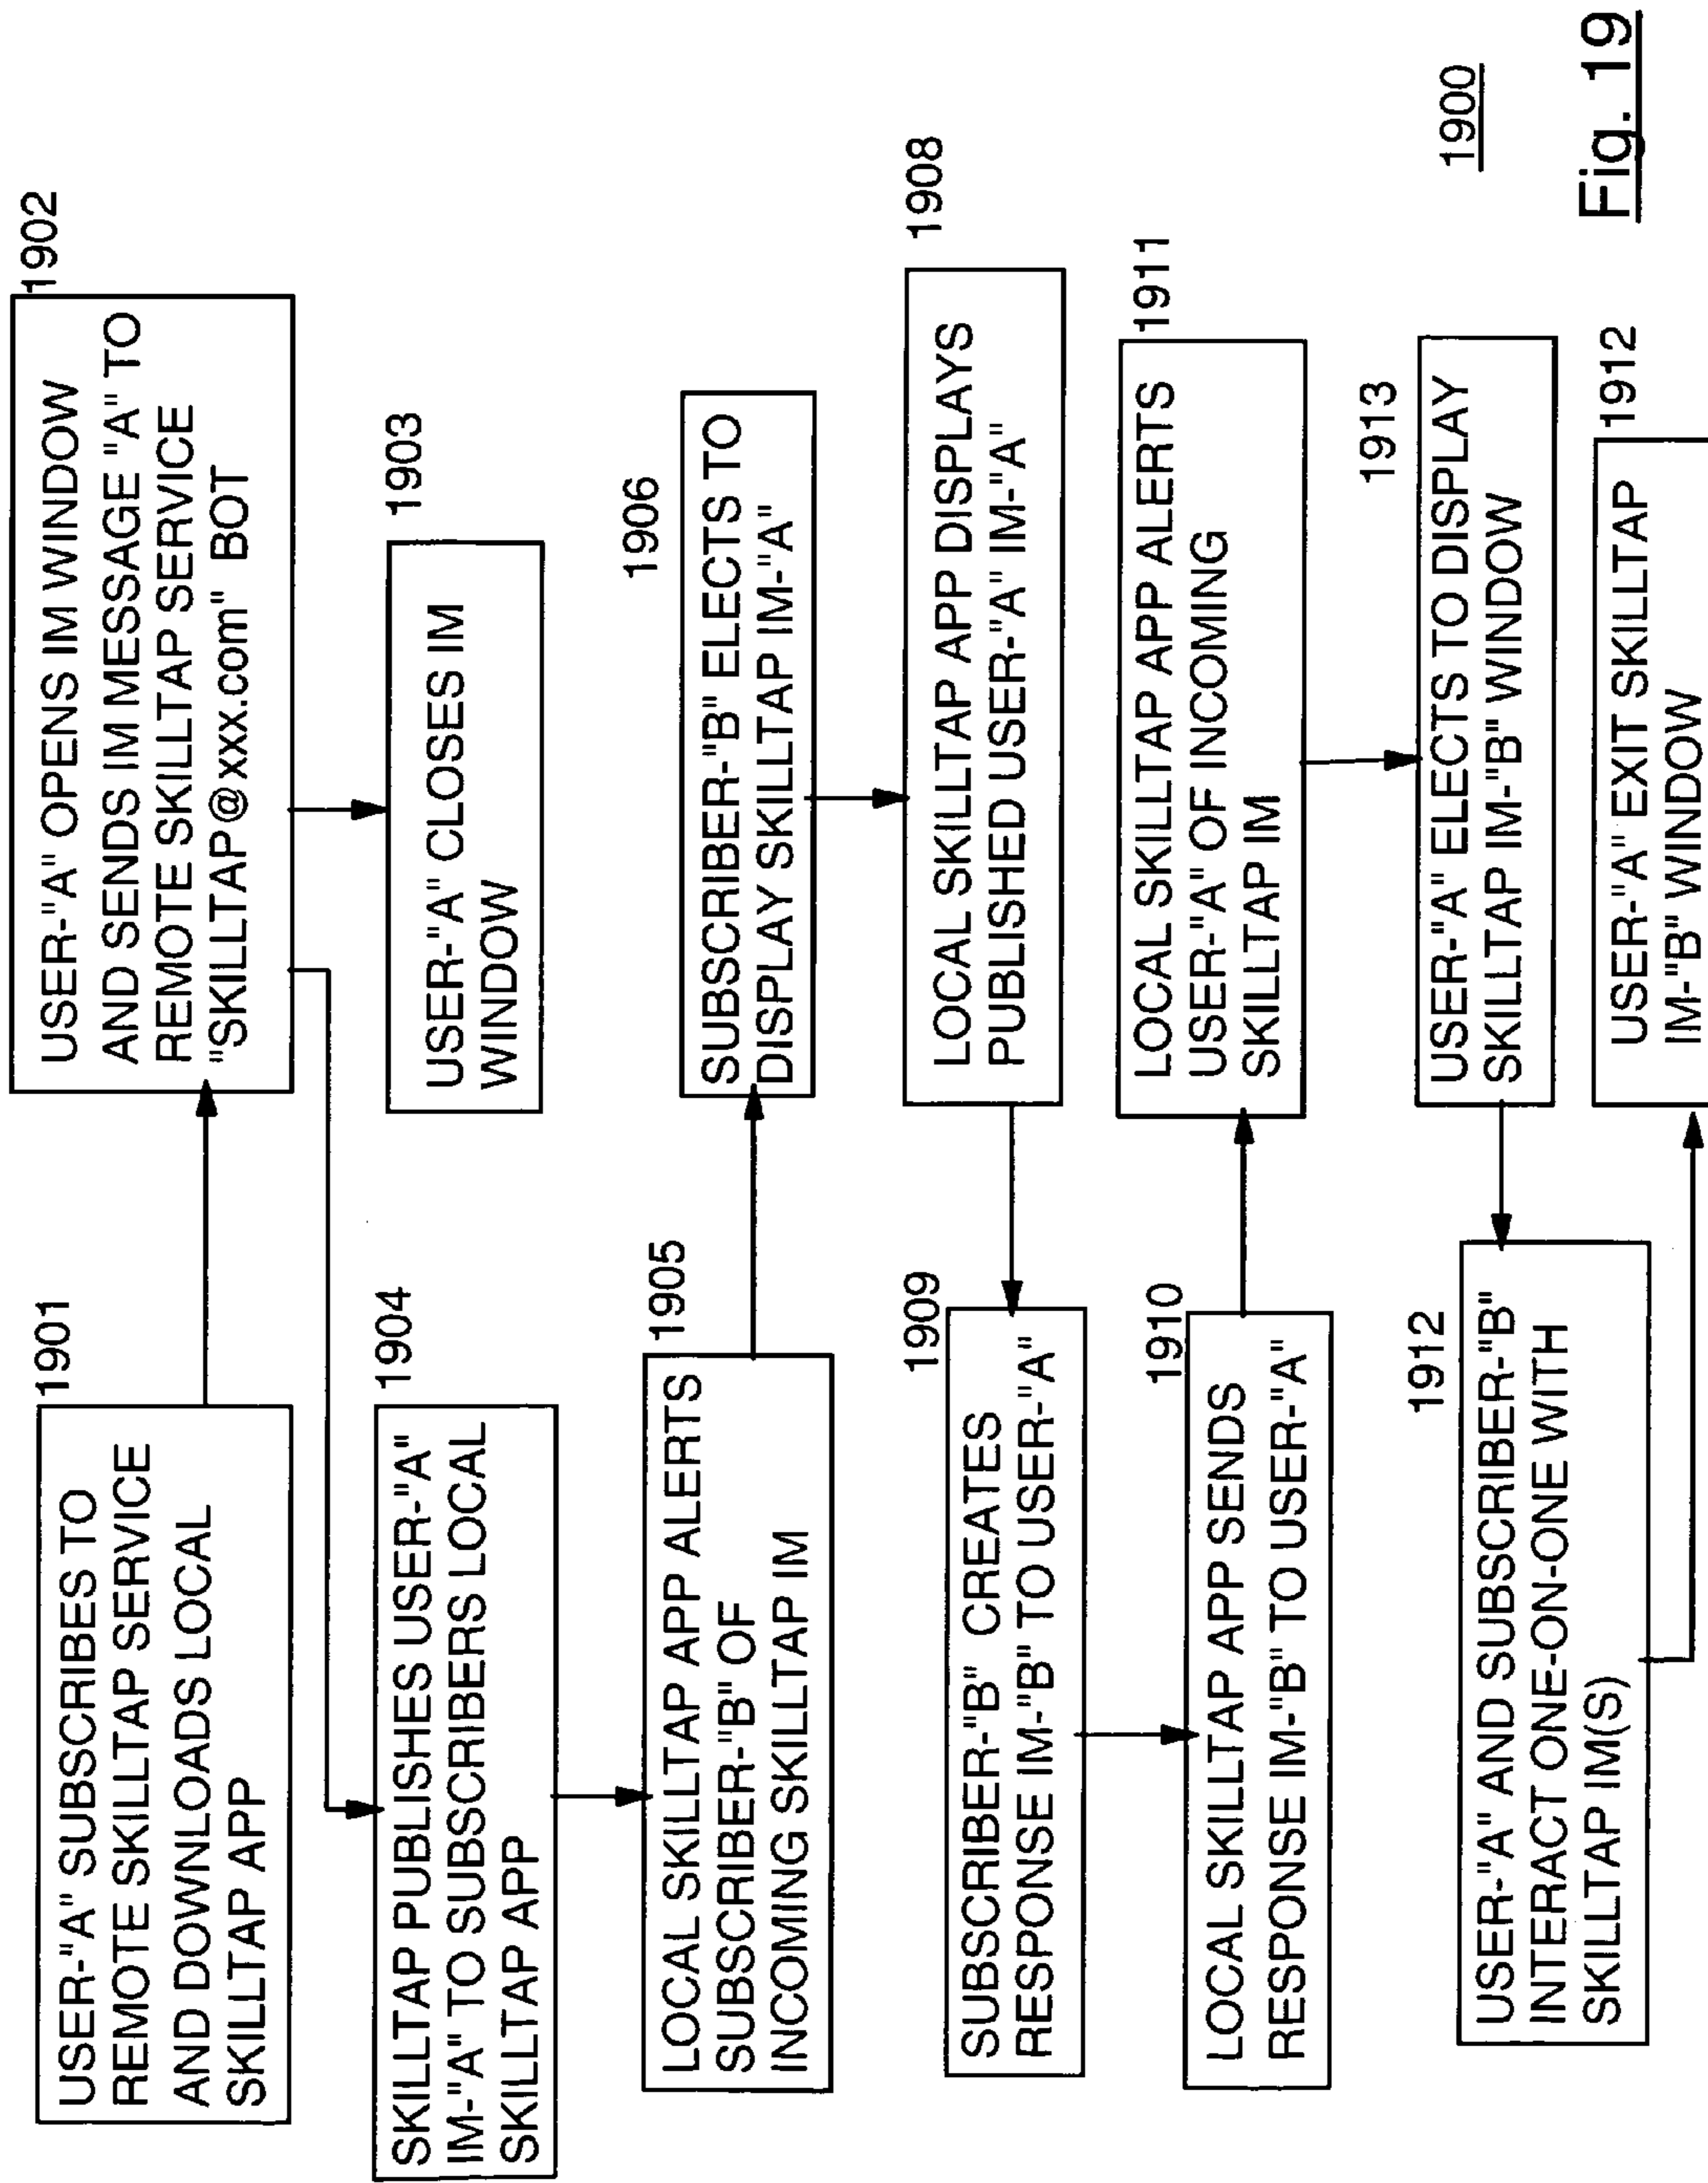 1901
USER-"A" SUBSCRIBES TO
REMOTE SKILLTAP SERVICE
AND DOWNLOADS LOCAL
SKILLTAP APP
1902
USER-"A" OPENS IM WINDOW
AND SENDS IM MESSAGE "A" TO
REMOTE SKILLTAP SERVICE
"SKILLTAP@xxx.com" BOT
1903
USER-"A" CLOSES IM
WINDOW
1904
SKILLTAP PUBLISHES USER-"A"
IM-"A" TO SUBSCRIBERS LOCAL
SKILLTAP APP
1905
LOCAL SKILLTAP APP ALERTS
SUBSCRIBER-"B" OF
INCOMING SKILLTAP IM
1906
SUBSCRIBER-"B" ELECTS TO
DISPLAY SKILLTAP IM-"A"
1908
LOCAL SKILLTAP APP DISPLAYS
PUBLISHED USER-"A" IM-"A"
1909
SUBSCRIBER-"B" CREATES
RESPONSE IM-"B" TO USER-"A"
1910
LOCAL SKILLTAP APP SENDS
RESPONSE IM-"B" TO USER-"A"
1911
LOCAL SKILLTAP APP ALERTS
USER-"A" OF INCOMING
SKILLTAP IM
1913
USER-"A" ELECTS TO DISPLAY
SKILLTAP IM-"B" WINDOW
1912
USER-"A" AND SUBSCRIBER-"B"
INTERACT ONE-ON-ONE WITH
SKILLTAP IM(S)
1912
USER-"A" EXIT SKILLTAP
IM-"B" WINDOW
1900
Fig. 19